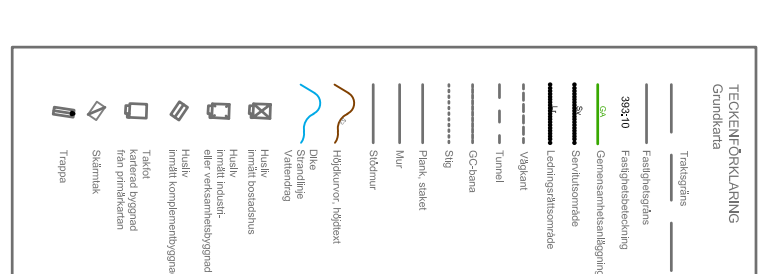 TECKENFÖRKLARING
Grundkarta
Traktsgräns
Fastighetsgräns
393:10
Fastighetsbeteckning
GA
Gemensamhetsanläggning
Sv
Servitutsområde
Lr
Ledningsrättsområde
Vägkant
Tunnel
GC-bana
Stig
Plank, staket
Mur
Stödmur
Höjdkurvor, höjdtext
Dike
Strandlinje
Vattendrag
Husliv
inmätt bostadshus
Husliv
inmätt industri-
eller verksamhetsbyggnad
Husliv
inmätt komplementbyggnad
Takfot
karterad byggnad
från primärkartan
Skärmtak
Trappa